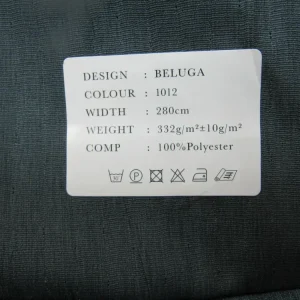 DESIGN : BELUGA
COLOUR : 1012
WIDTH : 280cm
WEIGHT : 332g/m²±10g/m²
COMP : 100%Polyester